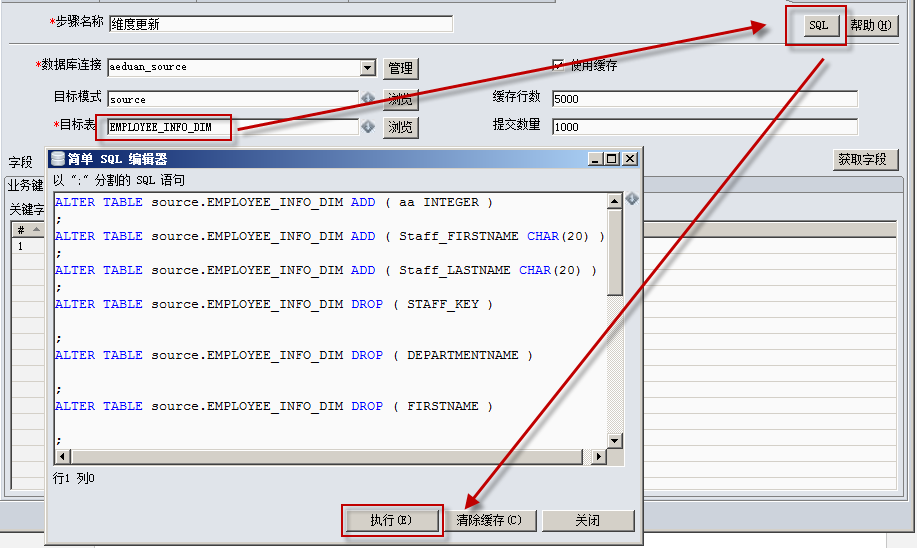 *步骤名称 维度更新 SQL 帮助(H)
*数据库连接 aeduan_source 管理 使用缓存
目标模式 source 浏览 缓存行数 5000
*目标表 EMPLOYEE_INFO_DIM 浏览 提交数量 1000
字段 获取字段
简单 SQL 编辑器
业务键
以 ";" 分割的 SQL 语句
关键字
#
1
ALTER TABLE source.EMPLOYEE_INFO_DIM ADD ( aa INTEGER )
;
ALTER TABLE source.EMPLOYEE_INFO_DIM ADD ( Staff_FIRSTNAME CHAR(20) )
;
ALTER TABLE source.EMPLOYEE_INFO_DIM ADD ( Staff_LASTNAME CHAR(20) )
;
ALTER TABLE source.EMPLOYEE_INFO_DIM DROP ( STAFF_KEY )
;
ALTER TABLE source.EMPLOYEE_INFO_DIM DROP ( DEPARTMENTNAME )
;
ALTER TABLE source.EMPLOYEE_INFO_DIM DROP ( FIRSTNAME )
;
行1 列0
执行(E) 清除缓存(C) 关闭